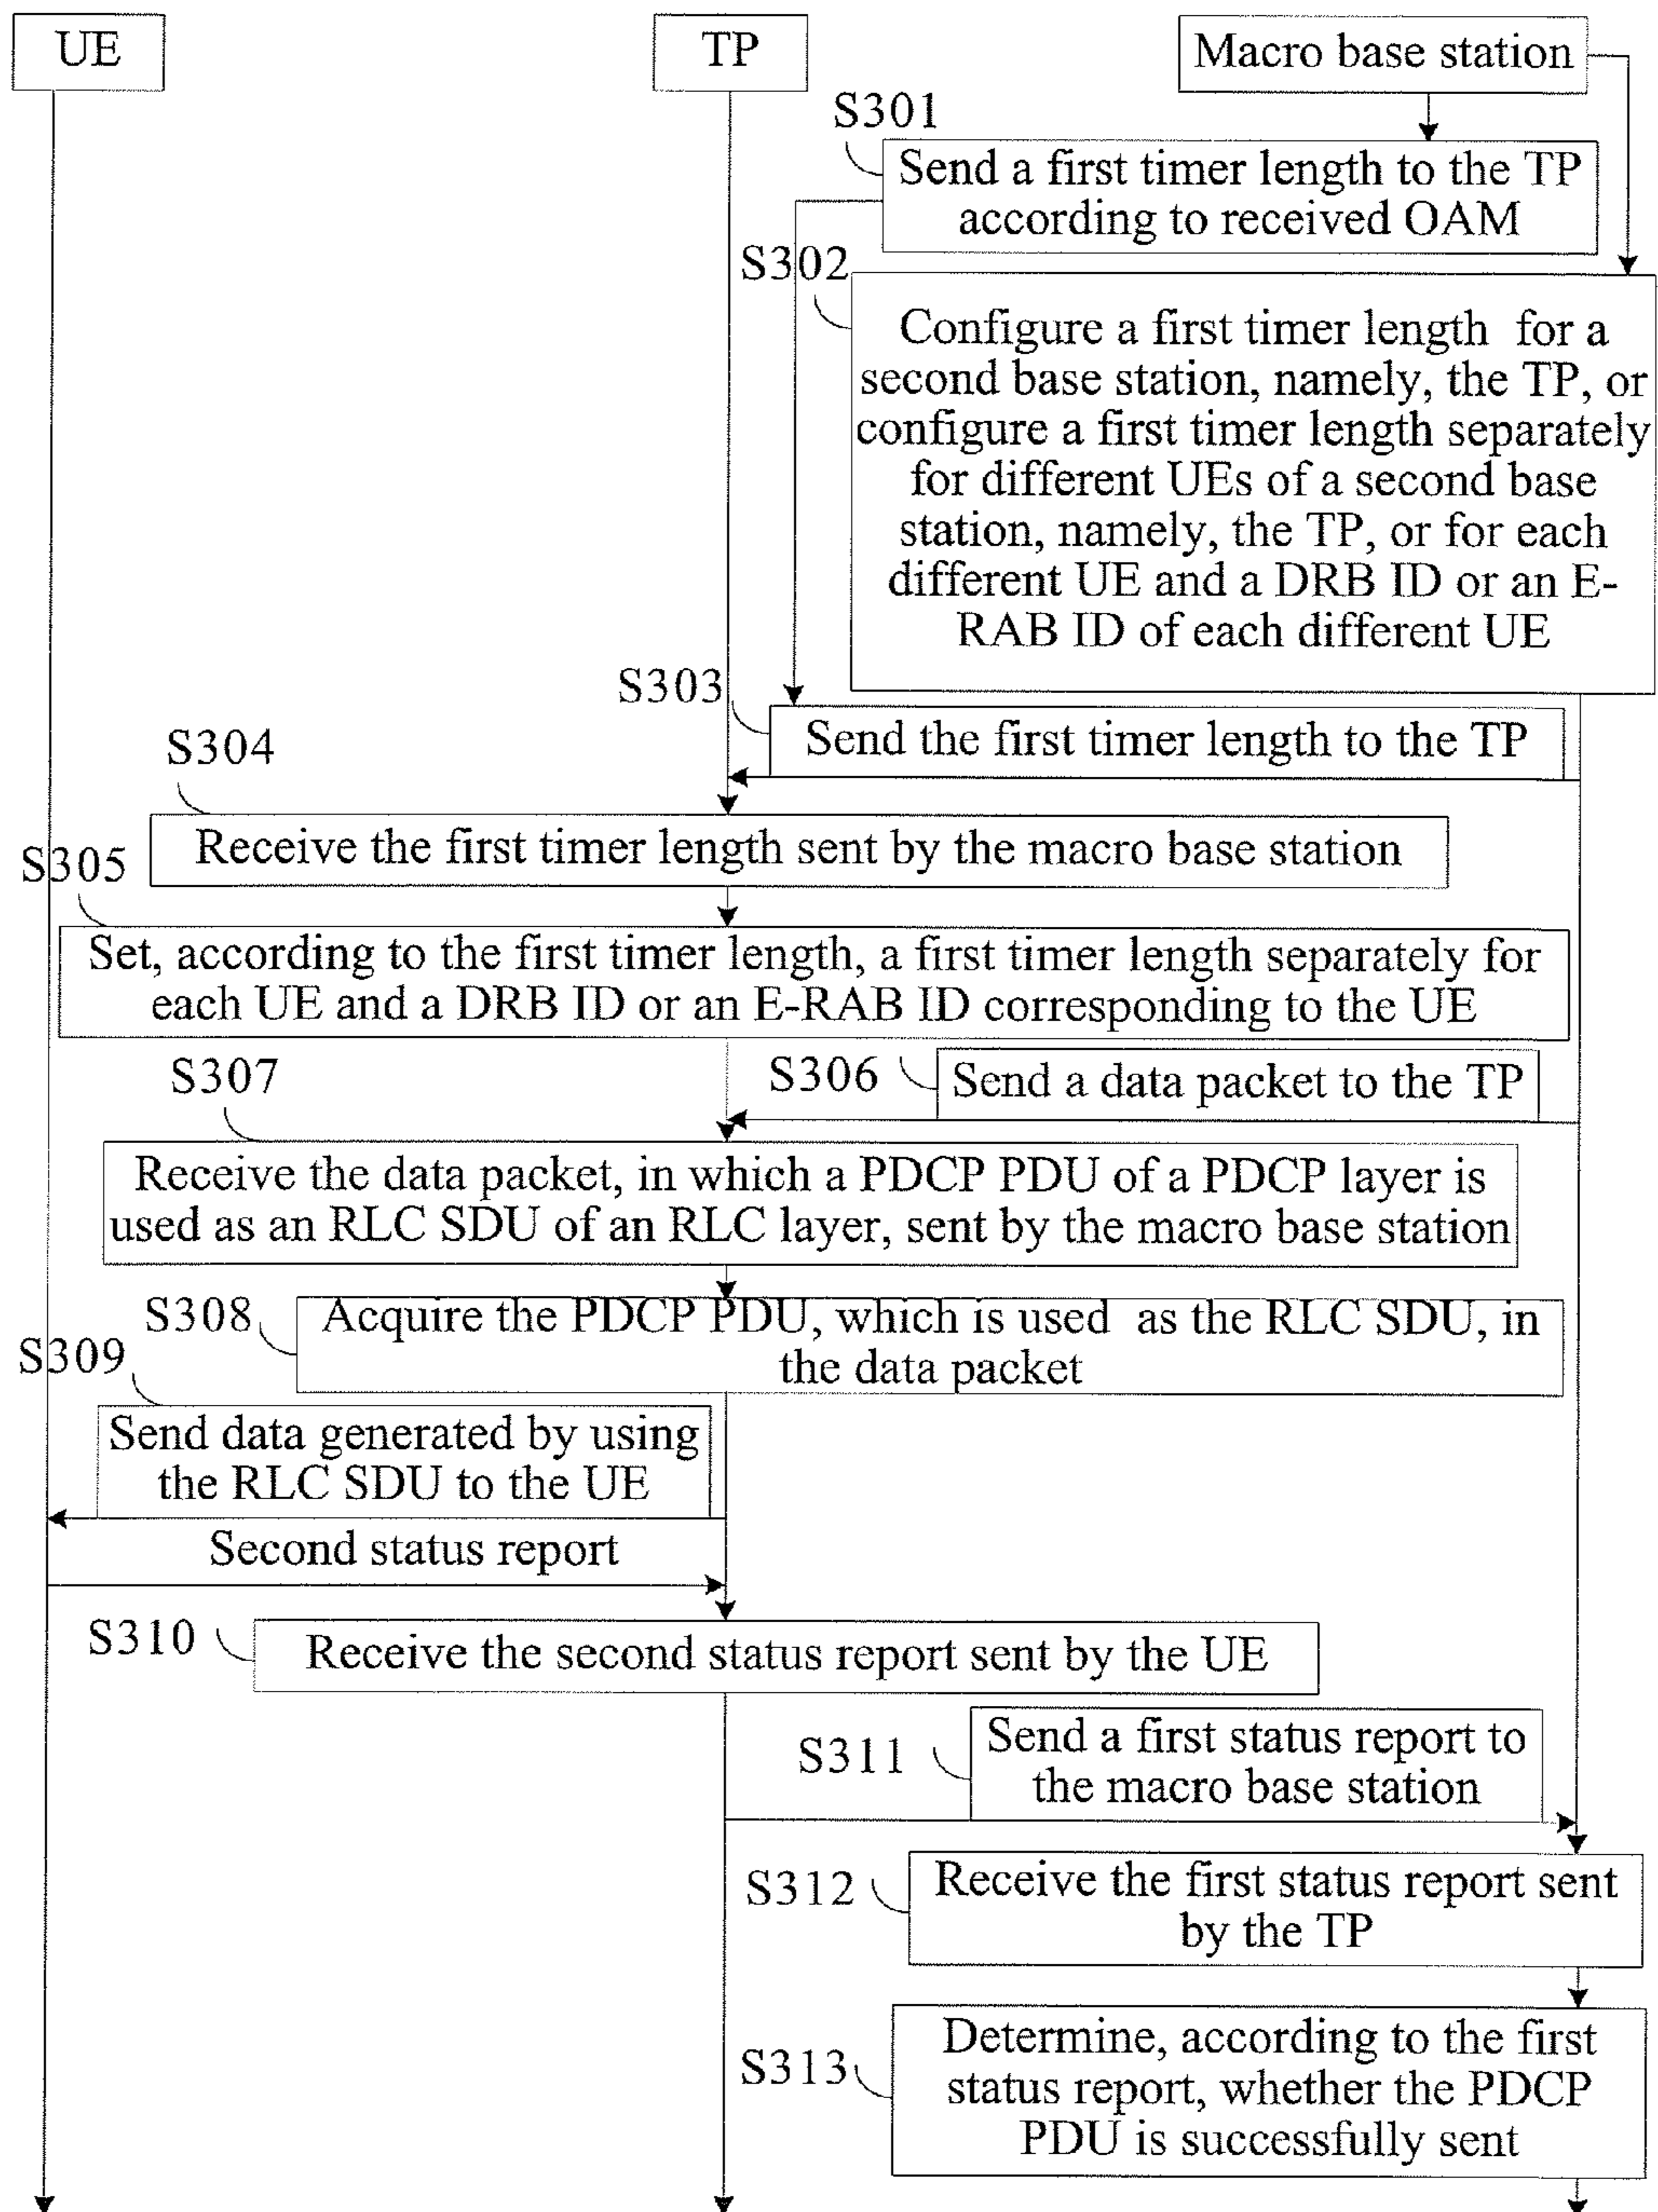 UE
TP
Macro base station
S301
Send a first timer length to the TP
according to received OAM
S302
Configure a first timer length for a
second base station, namely, the TP, or
configure a first timer length separately
for different UEs of a second base
station, namely, the TP, or for each
different UE and a DRB ID or an E-
RAB ID of each different UE
S303
Send the first timer length to the TP
S304
Receive the first timer length sent by the macro base station
S305
Set, according to the first timer length, a first timer length separately for
each UE and a DRB ID or an E-RAB ID corresponding to the UE
S306
Send a data packet to the TP
S307
Receive the data packet, in which a PDCP PDU of a PDCP layer is
used as an RLC SDU of an RLC layer, sent by the macro base station
S308
Acquire the PDCP PDU, which is used as the RLC SDU, in
the data packet
S309
Send data generated by using
the RLC SDU to the UE
Second status report
S310
Receive the second status report sent by the UE
S311
Send a first status report to
the macro base station
S312
Receive the first status report sent
by the TP
S313
Determine, according to the first
status report, whether the PDCP
PDU is successfully sent